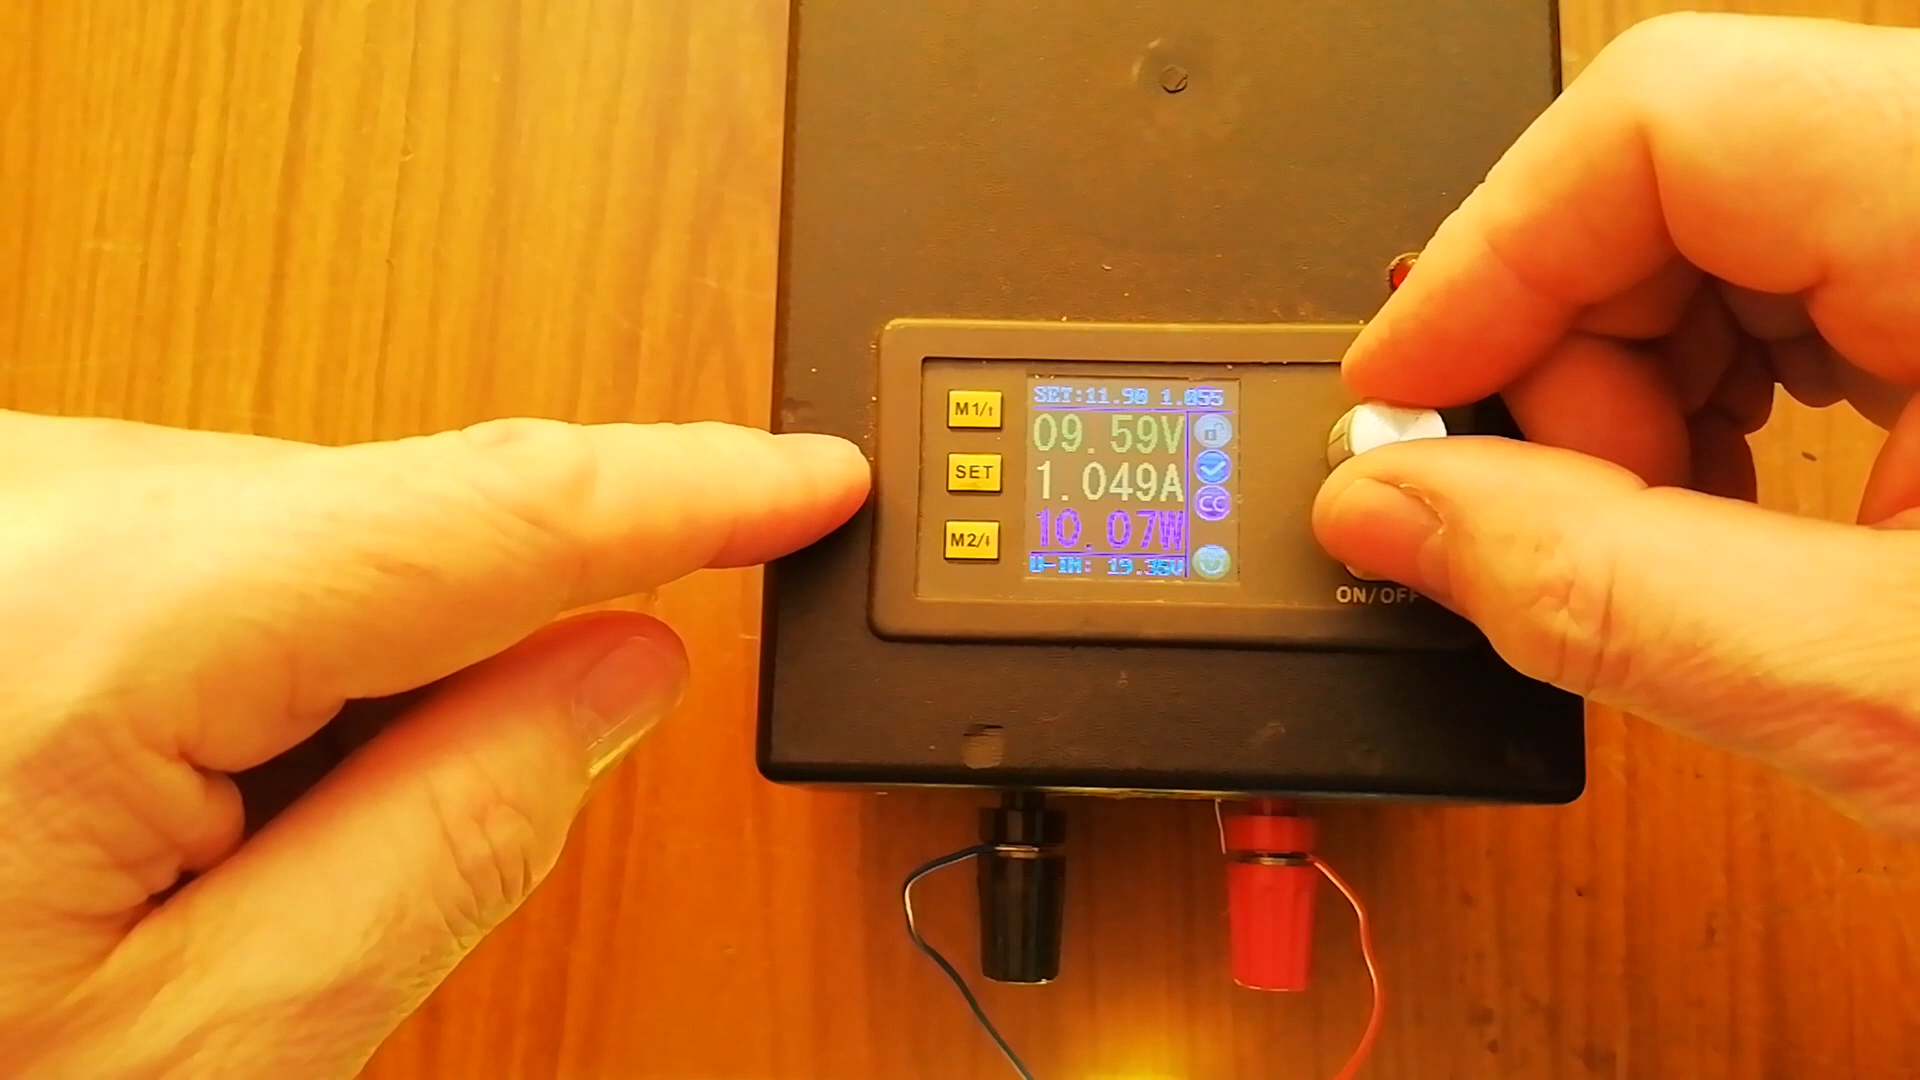 SET:11.90 1.055
M1/↑
09.59V
SET
1.049A
CC
M2/↓
10.07W
U-IN: 19.35V
ON/OFF